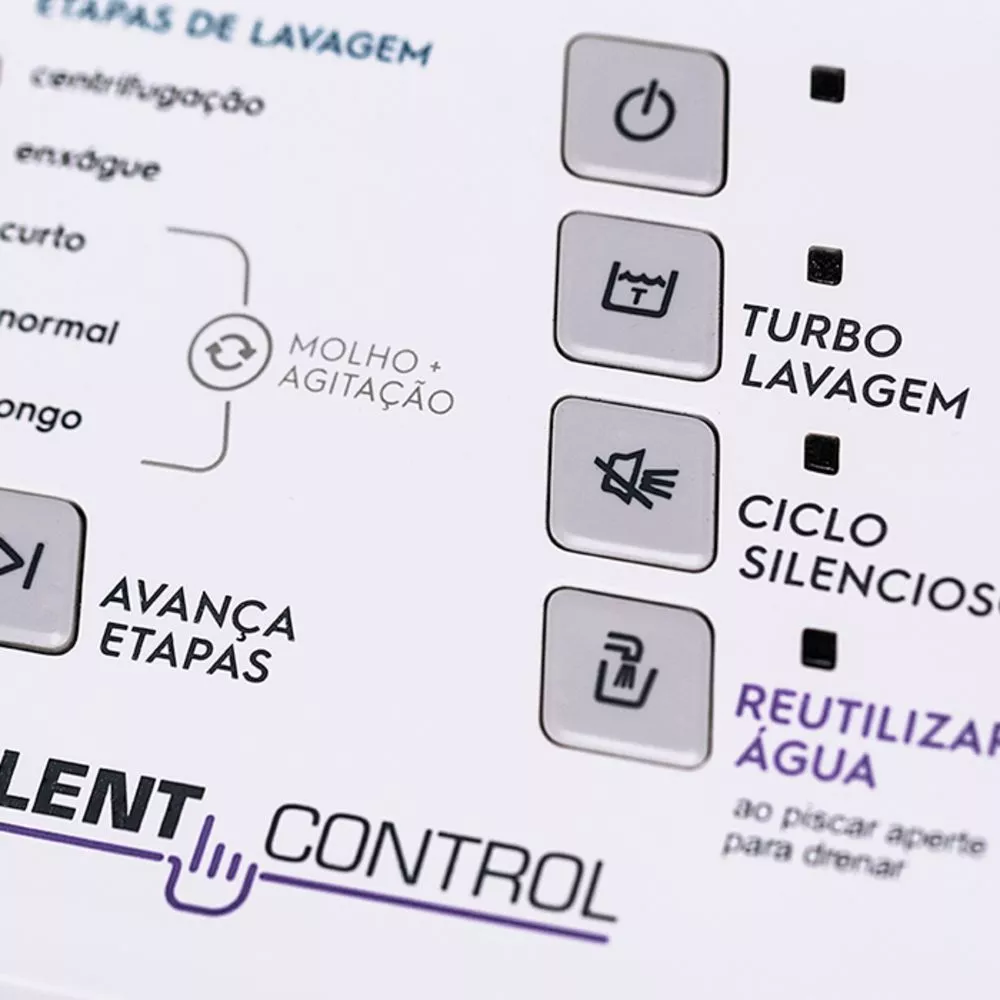 ETAPAS DE LAVAGEM
centrifugação
enxágue
curto
normal
ongo
MOLHO +
AGITAÇÃO
AVANÇA
ETAPAS
T
TURBO
LAVAGEM
CICLO
SILENCIOSO
REUTILIZAR
ÁGUA
ao piscar aperte
para drenar
LENT CONTROL